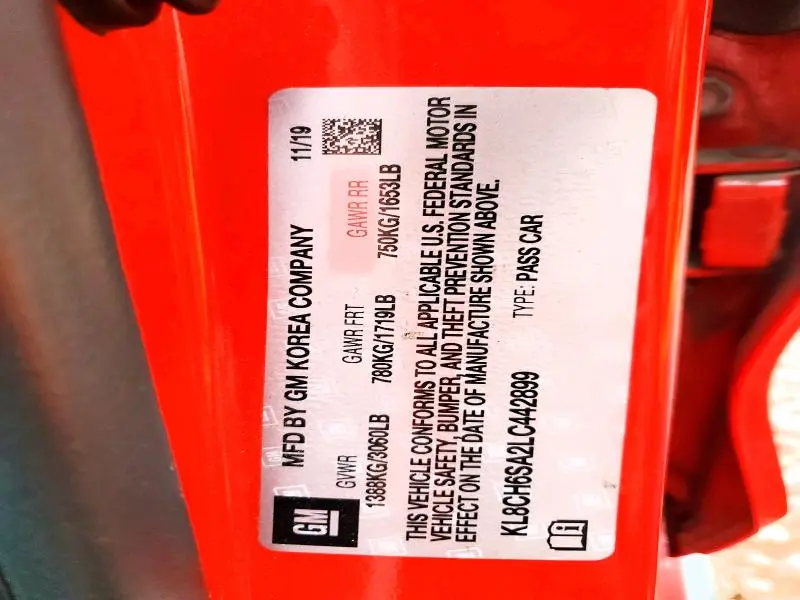 MFD BY GM KOREA COMPANY 11/19
GVWR GAWR FRT GAWR RR
1388KG/3060LB 780KG/1719LB 750KG/1653LB
THIS VEHICLE CONFORMS TO ALL APPLICABLE U.S. FEDERAL MOTOR
VEHICLE SAFETY, BUMPER, AND THEFT PREVENTION STANDARDS IN
EFFECT ON THE DATE OF MANUFACTURE SHOWN ABOVE.
KL8CH6SA2LC442899 TYPE: PASS CAR
GM